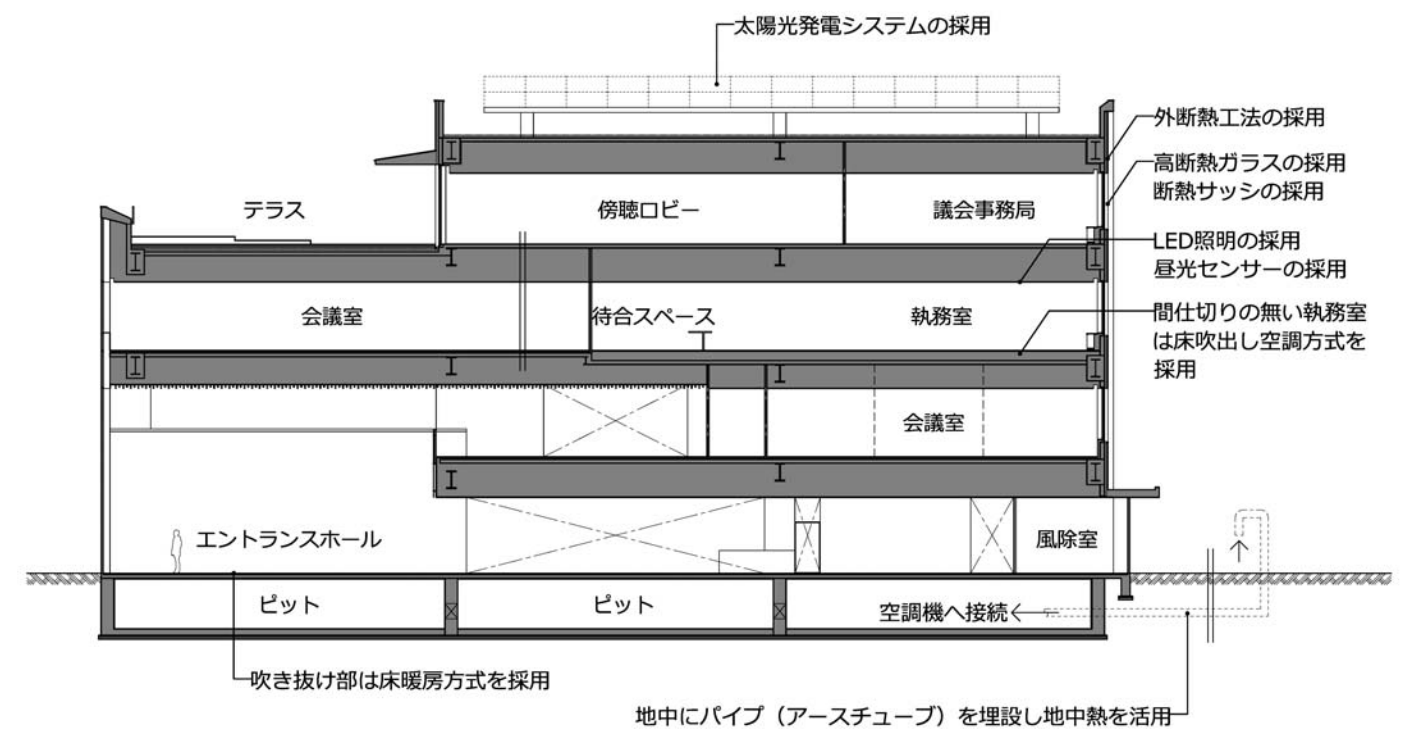 太陽光発電システムの採用
外断熱工法の採用
高断熱ガラスの採用
断熱サッシの採用
テラス
傍聴ロビー
議会事務局
LED照明の採用
昼光センサーの採用
会議室
待合スペース
執務室
間仕切りの無い執務室
は床吹出し空調方式を
採用
会議室
エントランスホール
風除室
ピット
ピット
空調機へ接続
吹き抜け部は床暖房方式を採用
地中にパイプ（アースチューブ）を埋設し地中熱を活用